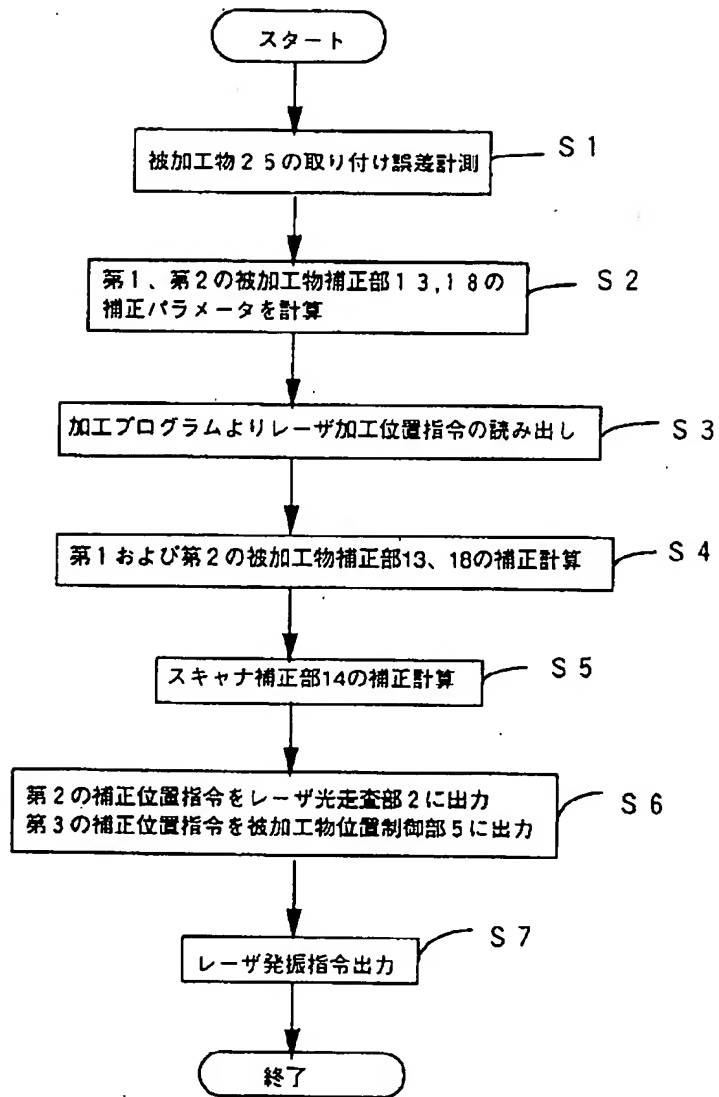 スタート
被加工物２５の取り付け誤差計測
S 1
第１、第２の被加工物補正部１３,１８の
補正パラメータを計算
S 2
加工プログラムよりレーザ加工位置指令の読み出し
S 3
第１および第２の被加工物補正部13、18の補正計算
S 4
スキャナ補正部14の補正計算
S 5
第２の補正位置指令をレーザ光走査部２に出力
第３の補正位置指令を被加工物位置制御部５に出力
S 6
レーザ発振指令出力
S 7
終了